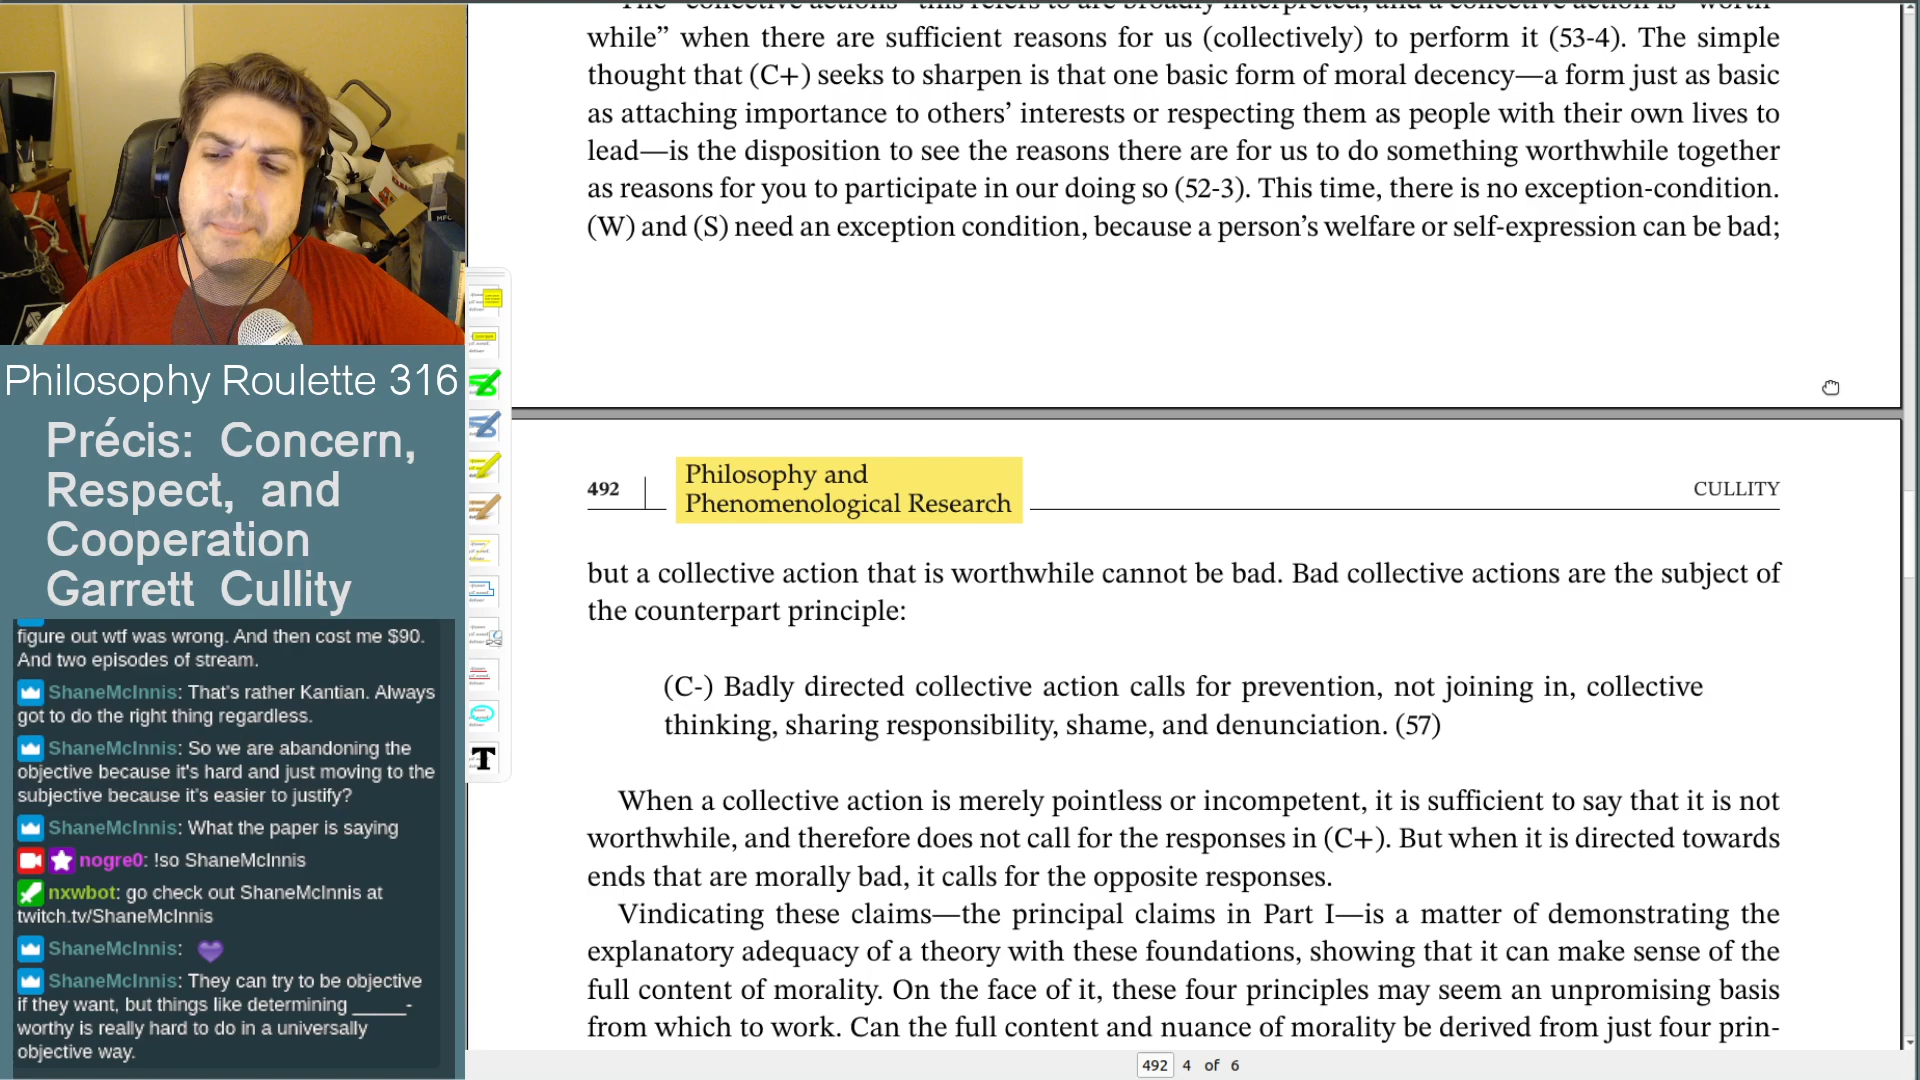 The "collective actions" this refers to are broadly interpreted, and a collective action is "worth-
while” when there are sufficient reasons for us (collectively) to perform it (53-4). The simple
thought that (C+) seeks to sharpen is that one basic form of moral decency—a form just as basic
as attaching importance to others’ interests or respecting them as people with their own lives to
lead—is the disposition to see the reasons there are for us to do something worthwhile together
as reasons for you to participate in our doing so (52-3). This time, there is no exception-condition.
(W) and (S) need an exception condition, because a person’s welfare or self-expression can be bad;
492
Philosophy and
Phenomenological Research
CULLITY
but a collective action that is worthwhile cannot be bad. Bad collective actions are the subject of
the counterpart principle:
(C-) Badly directed collective action calls for prevention, not joining in, collective
thinking, sharing responsibility, shame, and denunciation. (57)
When a collective action is merely pointless or incompetent, it is sufficient to say that it is not
worthwhile, and therefore does not call for the responses in (C+). But when it is directed towards
ends that are morally bad, it calls for the opposite responses.
Vindicating these claims—the principal claims in Part I—is a matter of demonstrating the
explanatory adequacy of a theory with these foundations, showing that it can make sense of the
full content of morality. On the face of it, these four principles may seem an unpromising basis
from which to work. Can the full content and nuance of morality be derived from just four prin-
492 4 of 6
Philosophy Roulette 316
Précis: Concern,
Respect, and
Cooperation
Garrett Cullity
figure out wtf was wrong. And then cost me $90.
And two episodes of stream.
ShaneMcInnis: That's rather Kantian. Always
got to do the right thing regardless.
ShaneMcInnis: So we are abandoning the
objective because it's hard and just moving to the
subjective because it's easier to justify?
ShaneMcInnis: What the paper is saying
nogre0: !so ShaneMcInnis
nxwbot: go check out ShaneMcInnis at
twitch.tv/ShaneMcInnis
ShaneMcInnis:
ShaneMcInnis: They can try to be objective
if they want, but things like determining _____-
worthy is really hard to do in a universally
objective way.
T